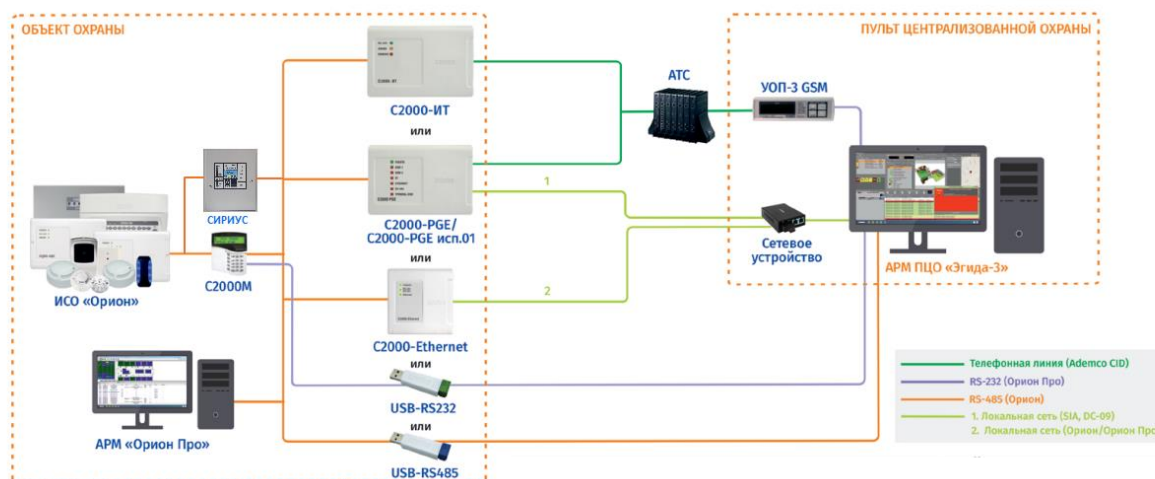 ОБЪЕКТ ОХРАНЫ
ПУЛЬТ ЦЕНТРАЛИЗОВАННОЙ ОХРАНЫ
С2000-ИТ
или
АТС
УОП-3 GSM
СИРИУС
С2000-PGE/
С2000-PGE исп.01
1
Сетевое
устройство
АРМ ПЦО «Эгида-3»
С2000М
ИСО «Орион»
или
2
С2000-Ethernet
или
USB-RS232
или
АРМ «Орион Про»
USB-RS485
Телефонная линия (Ademco CID)
RS-232 (Орион Про)
RS-485 (Орион)
1. Локальная сеть (SIA, DC-09)
2. Локальная сеть (Орион/Орион Про